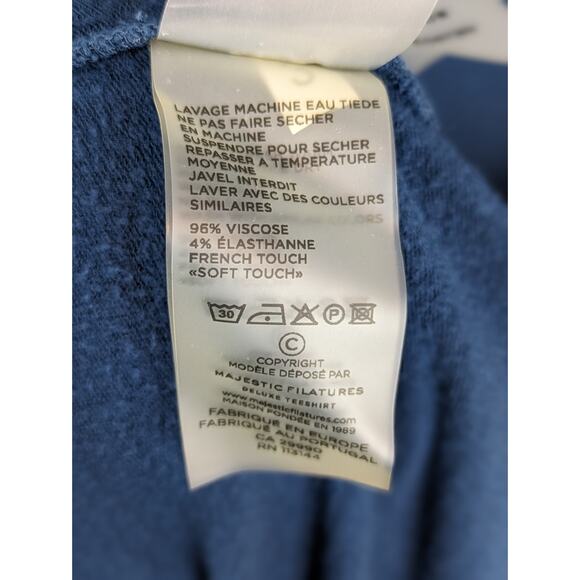 LAVAGE MACHINE EAU TIEDE
NE PAS FAIRE SECHER
EN MACHINE
SUSPENDRE POUR SECHER
REPASSER A TEMPERATURE
MOYENNE
JAVEL INTERDIT
LAVER AVEC DES COULEURS
SIMILAIRES
96% VISCOSE
4% ÉLASTHANNE
FRENCH TOUCH
«SOFT TOUCH»
30 P
©
COPYRIGHT
MODÈLE DÉPOSÉ PAR
MAJESTIC FILATURES
DELUXE TEESHIRT
www.majesticfilatures.com
MAISON FONDÉE EN 1989
FABRIQUE EN EUROPE
FABRIQUÉ AU PORTUGAL
CA 29990
RN 113144